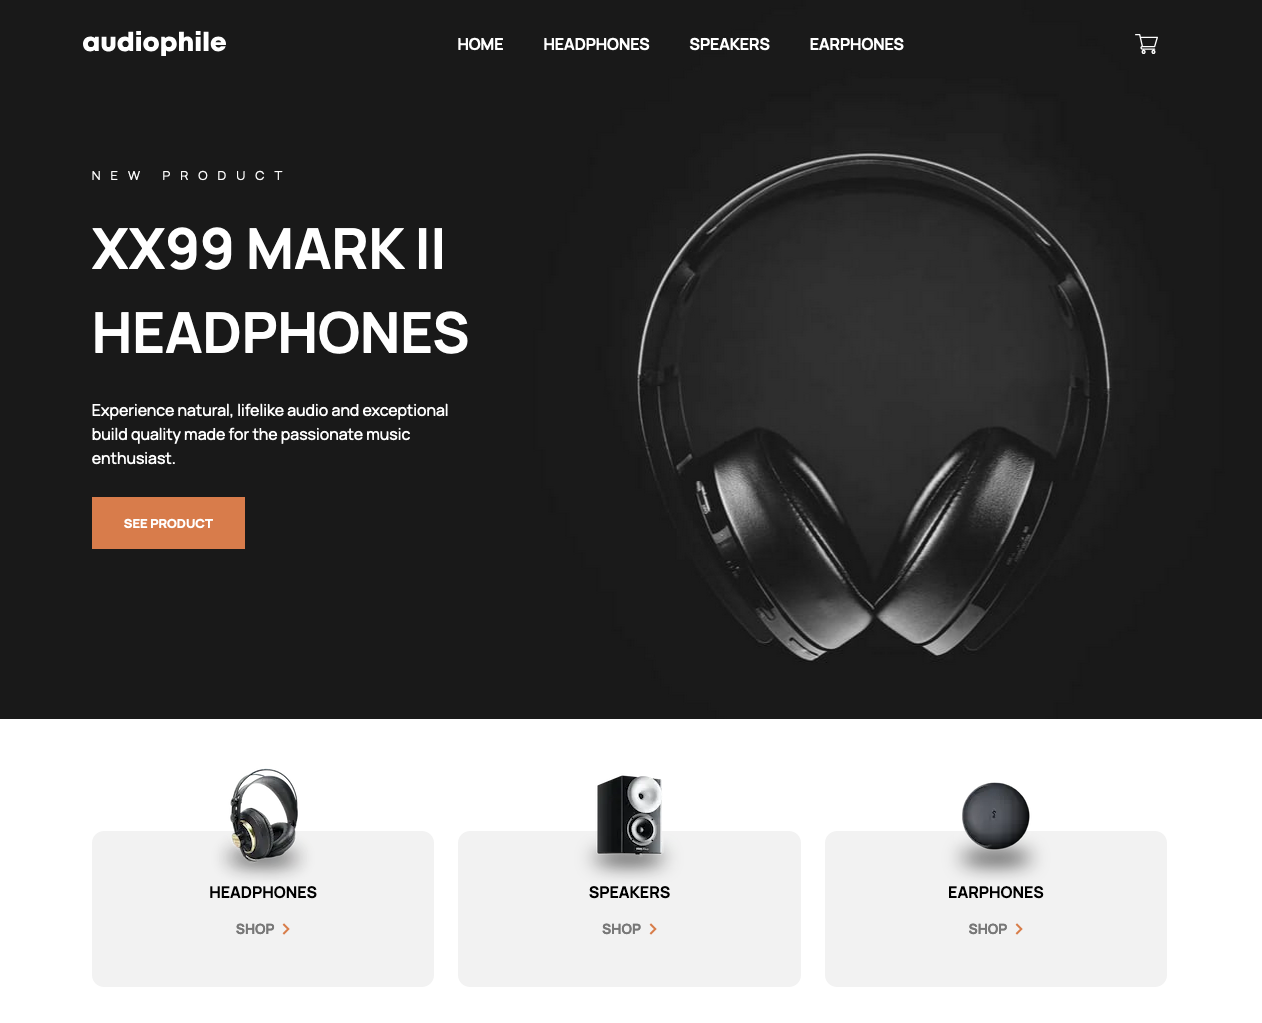 audiophile
HOME HEADPHONES SPEAKERS EARPHONES
NEW PRODUCT
XX99 MARK II
HEADPHONES
Experience natural, lifelike audio and exceptional
build quality made for the passionate music
enthusiast.
SEE PRODUCT
HEADPHONES
SHOP
SPEAKERS
SHOP
EARPHONES
SHOP